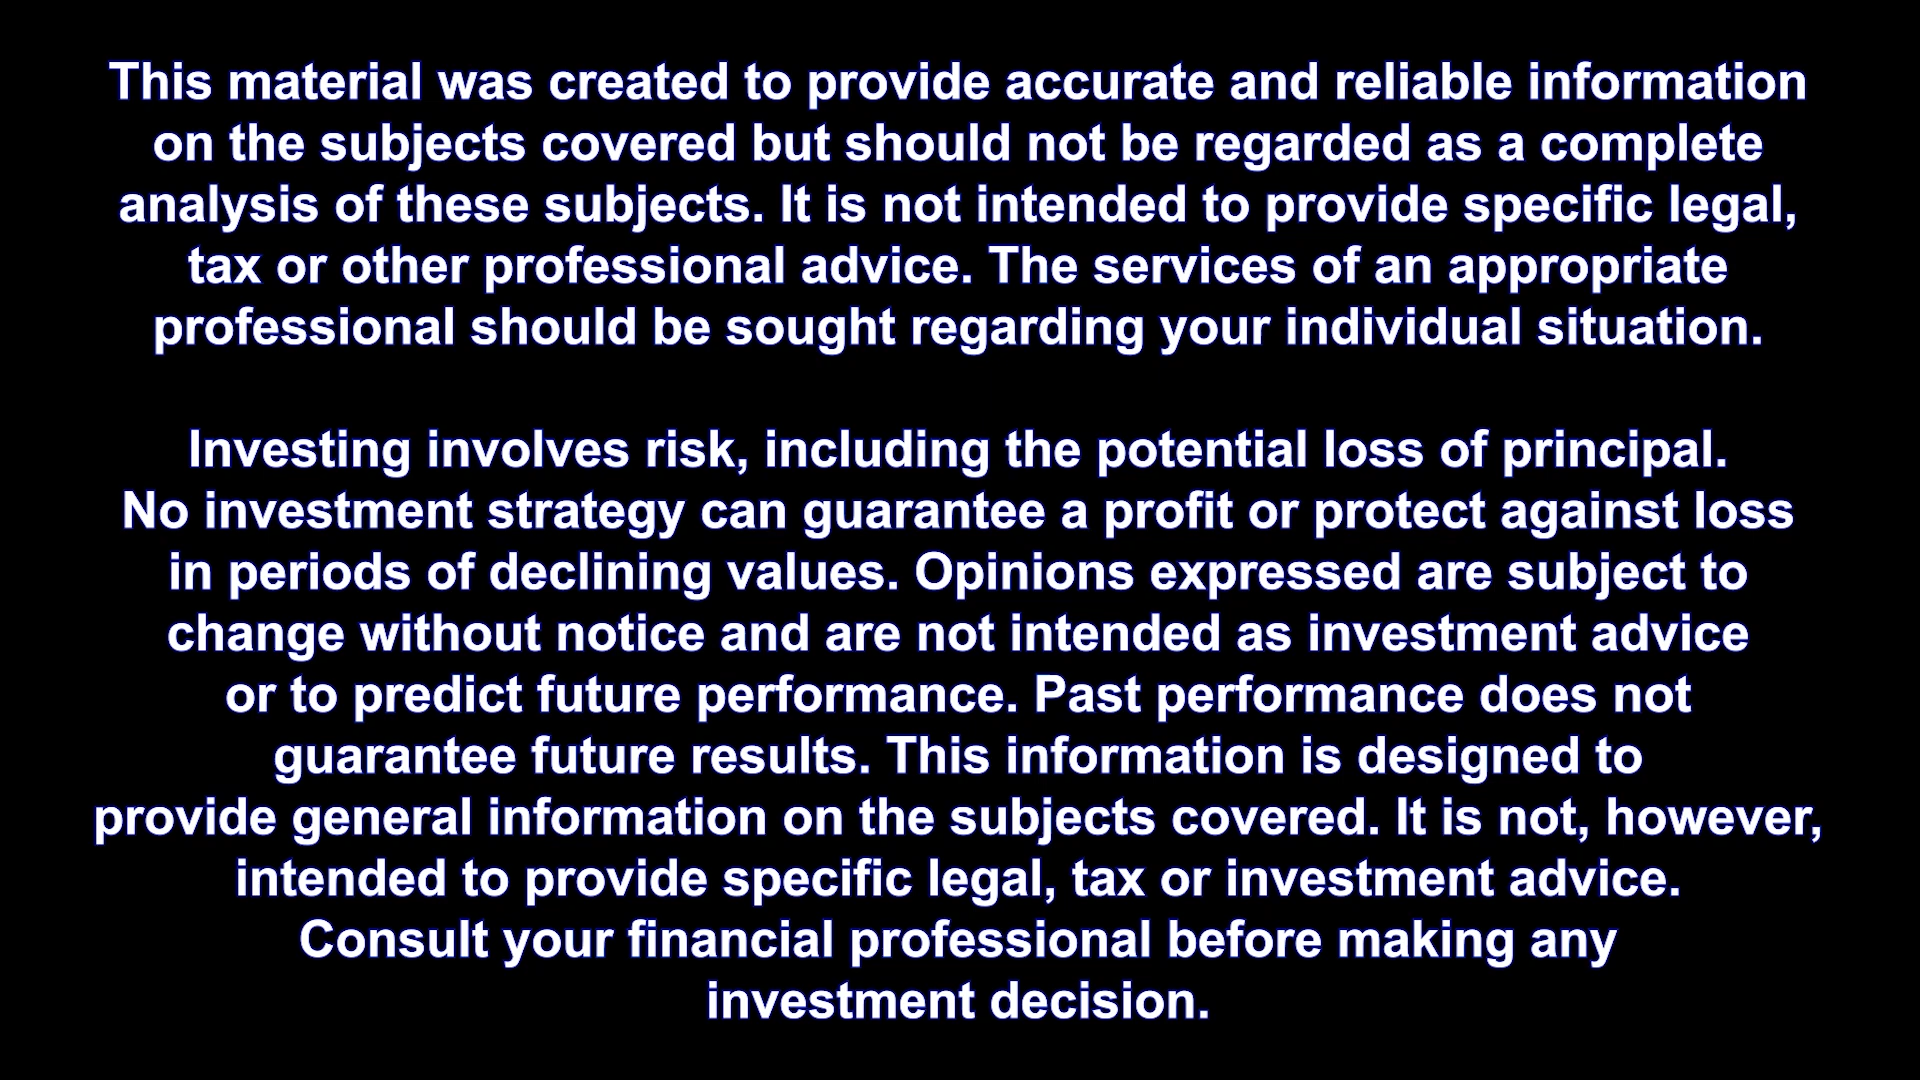 This material was created to provide accurate and reliable information
on the subjects covered but should not be regarded as a complete
analysis of these subjects. It is not intended to provide specific legal,
tax or other professional advice. The services of an appropriate
professional should be sought regarding your individual situation.
Investing involves risk, including the potential loss of principal.
No investment strategy can guarantee a profit or protect against loss
in periods of declining values. Opinions expressed are subject to
change without notice and are not intended as investment advice
or to predict future performance. Past performance does not
guarantee future results. This information is designed to
provide general information on the subjects covered. It is not, however,
intended to provide specific legal, tax or investment advice.
Consult your financial professional before making any
investment decision.